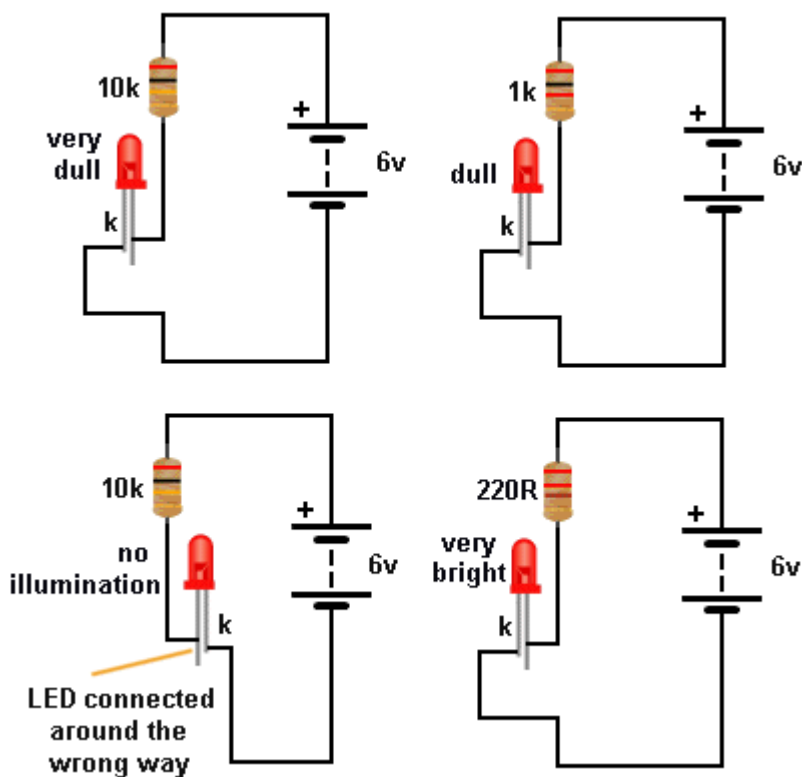 10k
+
very
dull
6v
k
1k
+
dull
6v
k
10k
+
no
illumination
6v
k
LED connected
around the
wrong way
220R
+
very
bright
6v
k